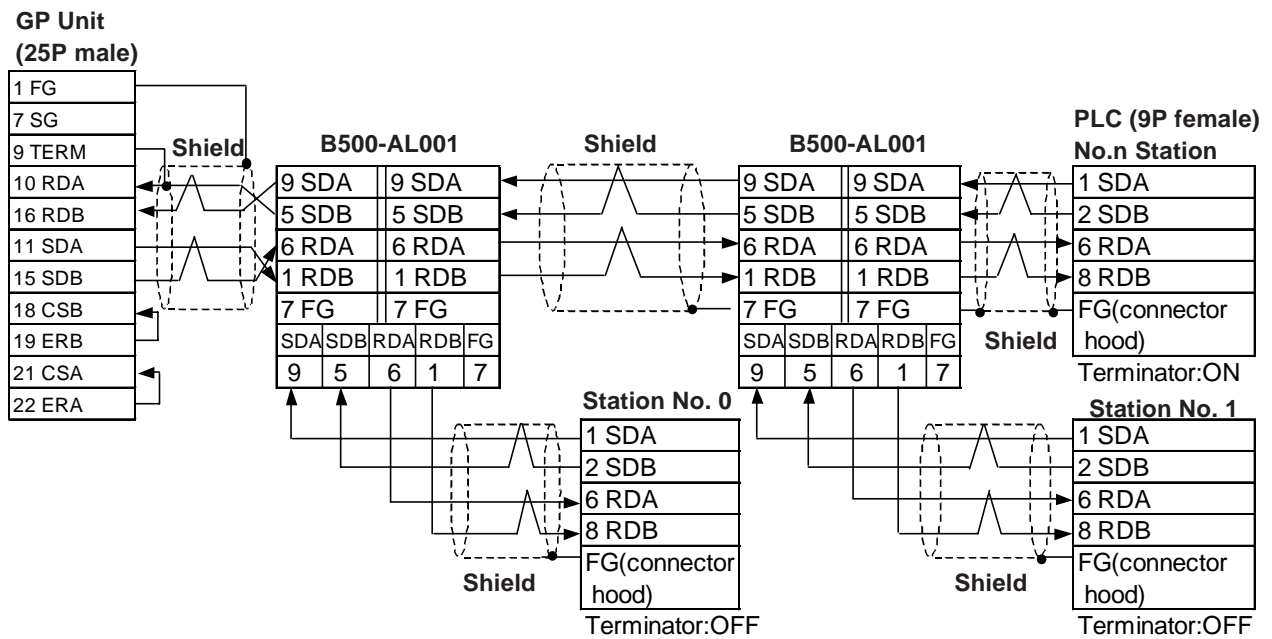 GP Unit
(25P male)
1 FG
7 SG
9 TERM
10 RDA
16 RDB
11 SDA
15 SDB
18 CSB
19 ERB
21 CSA
22 ERA
Shield
B500-AL001
9 SDA 9 SDA
5 SDB 5 SDB
6 RDA 6 RDA
1 RDB 1 RDB
7 FG 7 FG
SDA SDB RDA RDB FG
9 5 6 1 7
Shield
B500-AL001
9 SDA 9 SDA
5 SDB 5 SDB
6 RDA 6 RDA
1 RDB 1 RDB
7 FG 7 FG
SDA SDB RDA RDB FG
9 5 6 1 7
Shield
PLC (9P female)
No.n Station
1 SDA
2 SDB
6 RDA
8 RDB
FG(connector
hood)
Terminator:ON
Station No. 0
1 SDA
2 SDB
6 RDA
8 RDB
FG(connector
hood)
Terminator:OFF
Shield
Station No. 1
1 SDA
2 SDB
6 RDA
8 RDB
FG(connector
hood)
Terminator:OFF
Shield